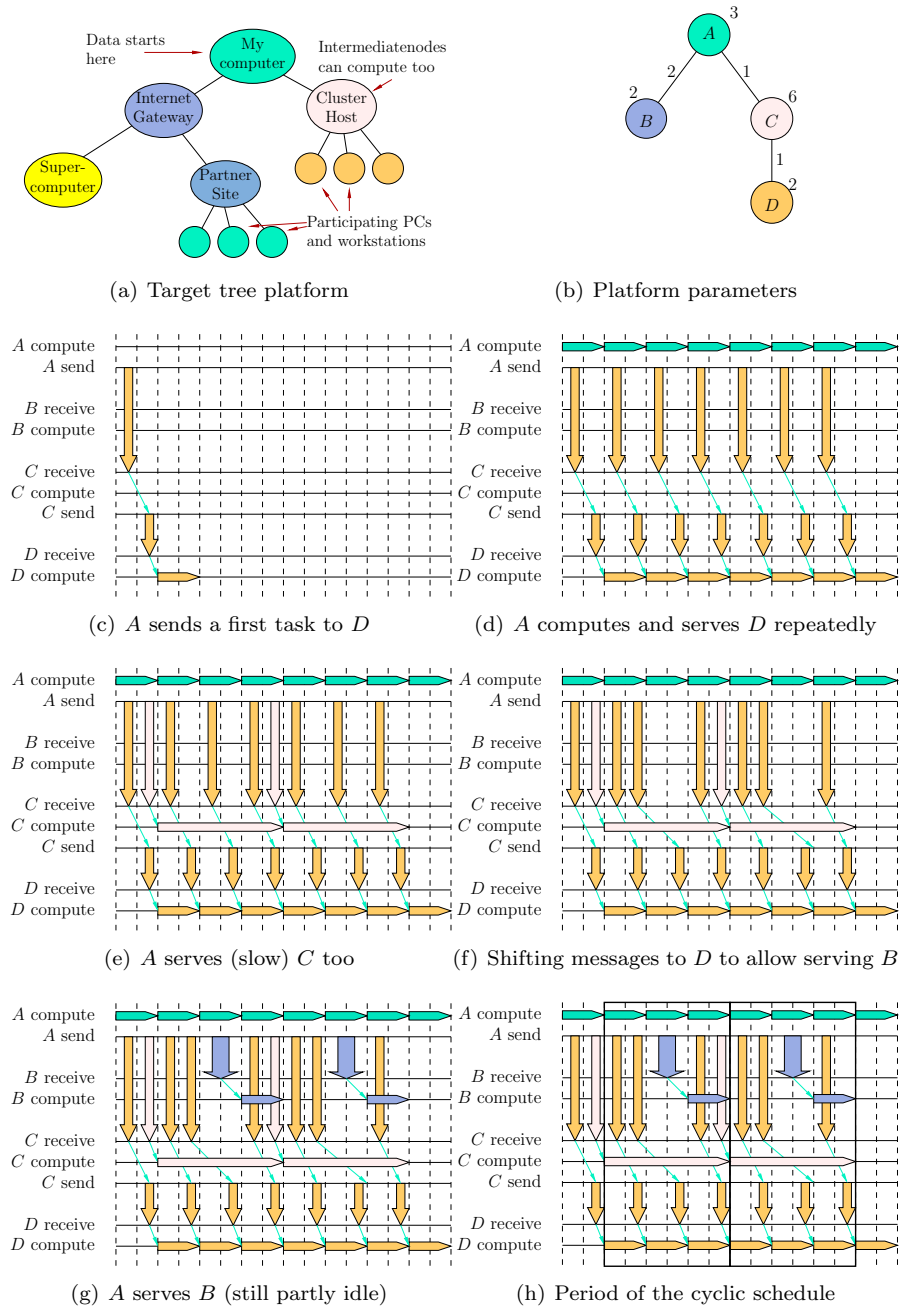 Data starts
here
My
computer
Intermediatenodes
can compute too
Internet
Gateway
Cluster
Host
Super-
computer
Partner
Site
Participating PCs
and workstations
(a) Target tree platform
3
A
2
1
2
B
6
C
1
2
D
(b) Platform parameters
A compute
A send
B receive
B compute
C receive
C compute
C send
D receive
D compute
(c) A sends a first task to D
A compute
A send
B receive
B compute
C receive
C compute
C send
D receive
D compute
(d) A computes and serves D repeatedly
A compute
A send
B receive
B compute
C receive
C compute
C send
D receive
D compute
(e) A serves (slow) C too
A compute
A send
B receive
B compute
C receive
C compute
C send
D receive
D compute
(f) Shifting messages to D to allow serving B
A compute
A send
B receive
B compute
C receive
C compute
C send
D receive
D compute
(g) A serves B (still partly idle)
A compute
A send
B receive
B compute
C receive
C compute
C send
D receive
D compute
(h) Period of the cyclic schedule